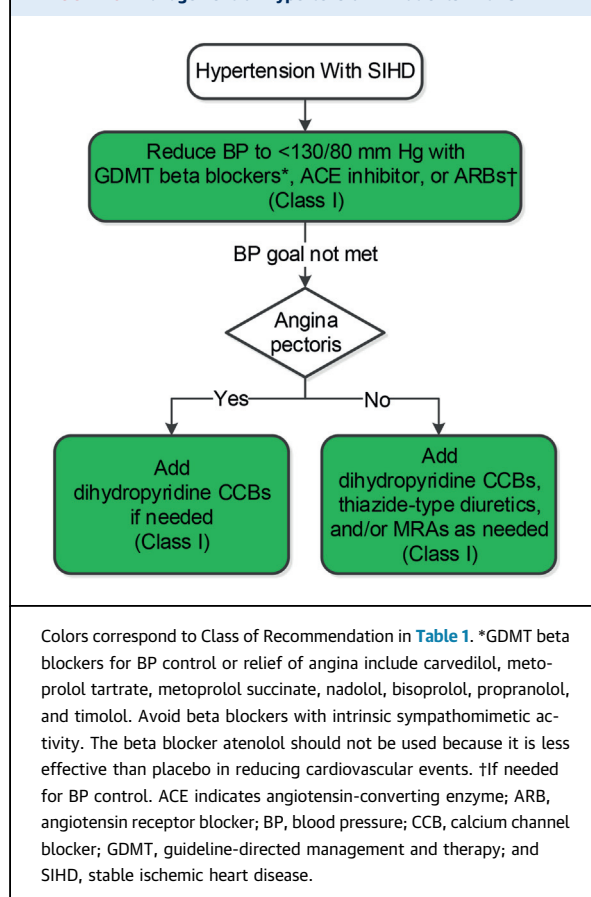 Hypertension With SIHD
Reduce BP to <130/80 mm Hg with
GDMT beta blockers*, ACE inhibitor, or ARBs†
(Class I)
BP goal not met
Angina
pectoris
Yes
No
Add
dihydropyridine CCBs
if needed
(Class I)
Add
dihydropyridine CCBs,
thiazide-type diuretics,
and/or MRAs as needed
(Class I)
Colors correspond to Class of Recommendation in Table 1. *GDMT beta
blockers for BP control or relief of angina include carvedilol, meto-
prolol tartrate, metoprolol succinate, nadolol, bisoprolol, propranolol,
and timolol. Avoid beta blockers with intrinsic sympathomimetic ac-
tivity. The beta blocker atenolol should not be used because it is less
effective than placebo in reducing cardiovascular events. †If needed
for BP control. ACE indicates angiotensin-converting enzyme; ARB,
angiotensin receptor blocker; BP, blood pressure; CCB, calcium channel
blocker; GDMT, guideline-directed management and therapy; and
SIHD, stable ischemic heart disease.